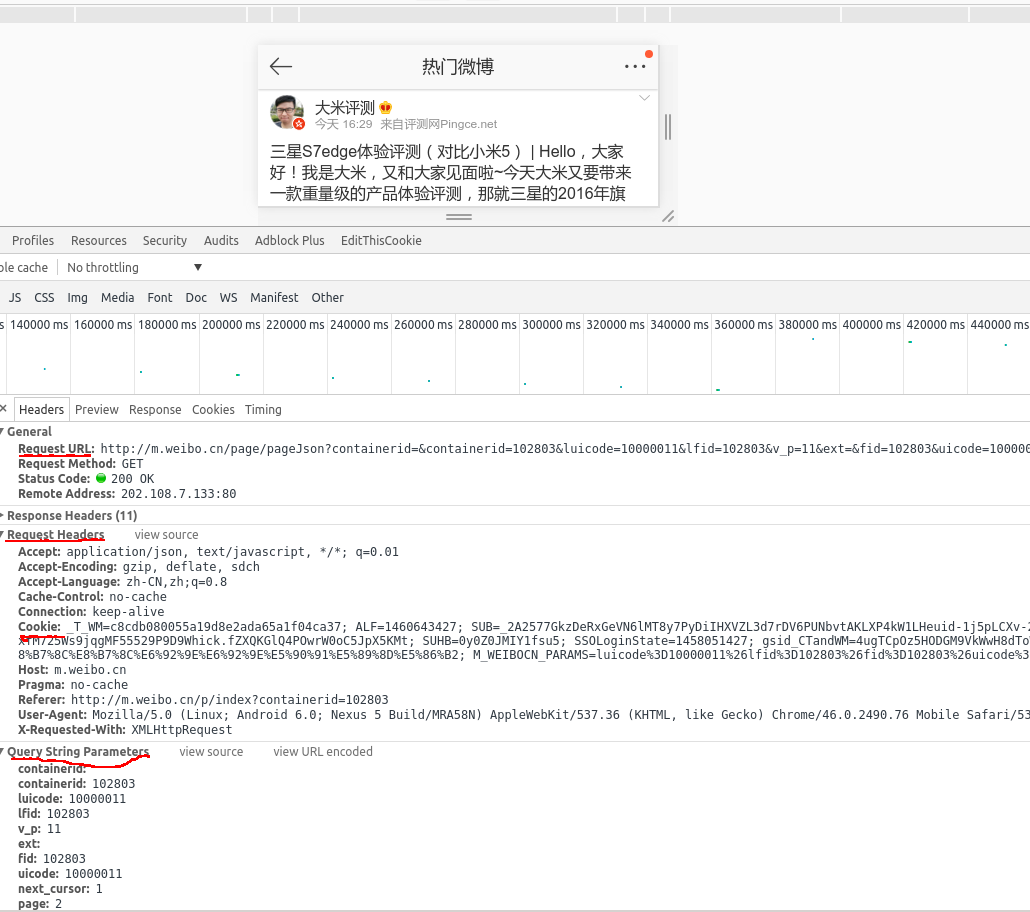 热门微博
大米评测
今天 16:29 来自评测网Pingce.net
三星S7edge体验评测（对比小米5） | Hello，大家
好！我是大米，又和大家见面啦~今天大米又要带来
一款重量级的产品体验评测，那就三星的2016年旗
Profiles Resources Security Audits Adblock Plus EditThisCookie
ble cache No throttling
JS CSS Img Media Font Doc WS Manifest Other
s 140000 ms 160000 ms 180000 ms 200000 ms 220000 ms 240000 ms 260000 ms 280000 ms 300000 ms 320000 ms 340000 ms 360000 ms 380000 ms 400000 ms 420000 ms 440000 ms
× Headers Preview Response Cookies Timing
General
Request URL: http://m.weibo.cn/page/pageJson?containerid=&containerid=102803&luicode=10000011&lfid=102803&v_p=11&ext=&fid=102803&uicode=100000
Request Method: GET
Status Code: 200 OK
Remote Address: 202.108.7.133:80
Response Headers (11)
Request Headers view source
Accept: application/json, text/javascript, */*; q=0.01
Accept-Encoding: gzip, deflate, sdch
Accept-Language: zh-CN,zh;q=0.8
Cache-Control: no-cache
Connection: keep-alive
Cookie: _T_WM=c8cdb080055a19d8e2ada65a1f04ca37; ALF=1460643427; SUB=_2A2577GkzDeRxGeVN6lMT8y7PyDiIHXVZL3d7rDV6PUNbvtAKLXP4kW1LHeuid-1j5pLCXv-2
XfM725Ws9jqgMF55529P9D9Whick.fZXQKGlQ4POwrW0oC5JpX5KMt; SUHB=0y0Z0JMIY1fsu5; SSOLoginState=1458051427; gsid_CTandWM=4ugTCpOz5HODGM9VkWwH8dTo
8%B7%8C%E8%B7%8C%E6%92%9E%E6%92%9E%E5%90%91%E5%89%8D%E5%86%B2; M_WEIBOCN_PARAMS=luicode%3D10000011%26lfid%3D102803%26fid%3D102803%26uicode%3
Host: m.weibo.cn
Pragma: no-cache
Referer: http://m.weibo.cn/p/index?containerid=102803
User-Agent: Mozilla/5.0 (Linux; Android 6.0; Nexus 5 Build/MRA58N) AppleWebKit/537.36 (KHTML, like Gecko) Chrome/46.0.2490.76 Mobile Safari/53
X-Requested-With: XMLHttpRequest
Query String Parameters view source view URL encoded
containerid:
containerid: 102803
luicode: 10000011
lfid: 102803
v_p: 11
ext:
fid: 102803
uicode: 10000011
next_cursor: 1
page: 2